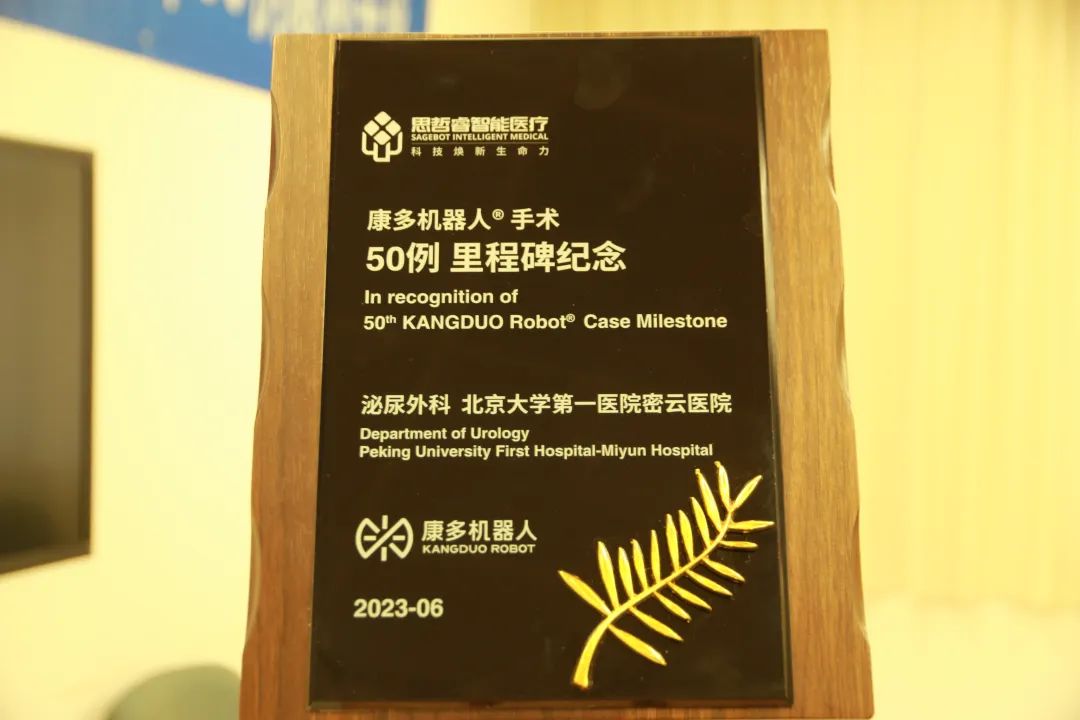 思哲睿智能医疗
SAGEBOT INTELLIGENT MEDICAL
科技焕新生命力
康多机器人® 手术
50例 里程碑纪念
In recognition of
50th KANGDUO Robot® Case Milestone
泌尿外科 北京大学第一医院密云医院
Department of Urology
Peking University First Hospital-Miyun Hospital
康多机器人
KANGDUO ROBOT
2023-06